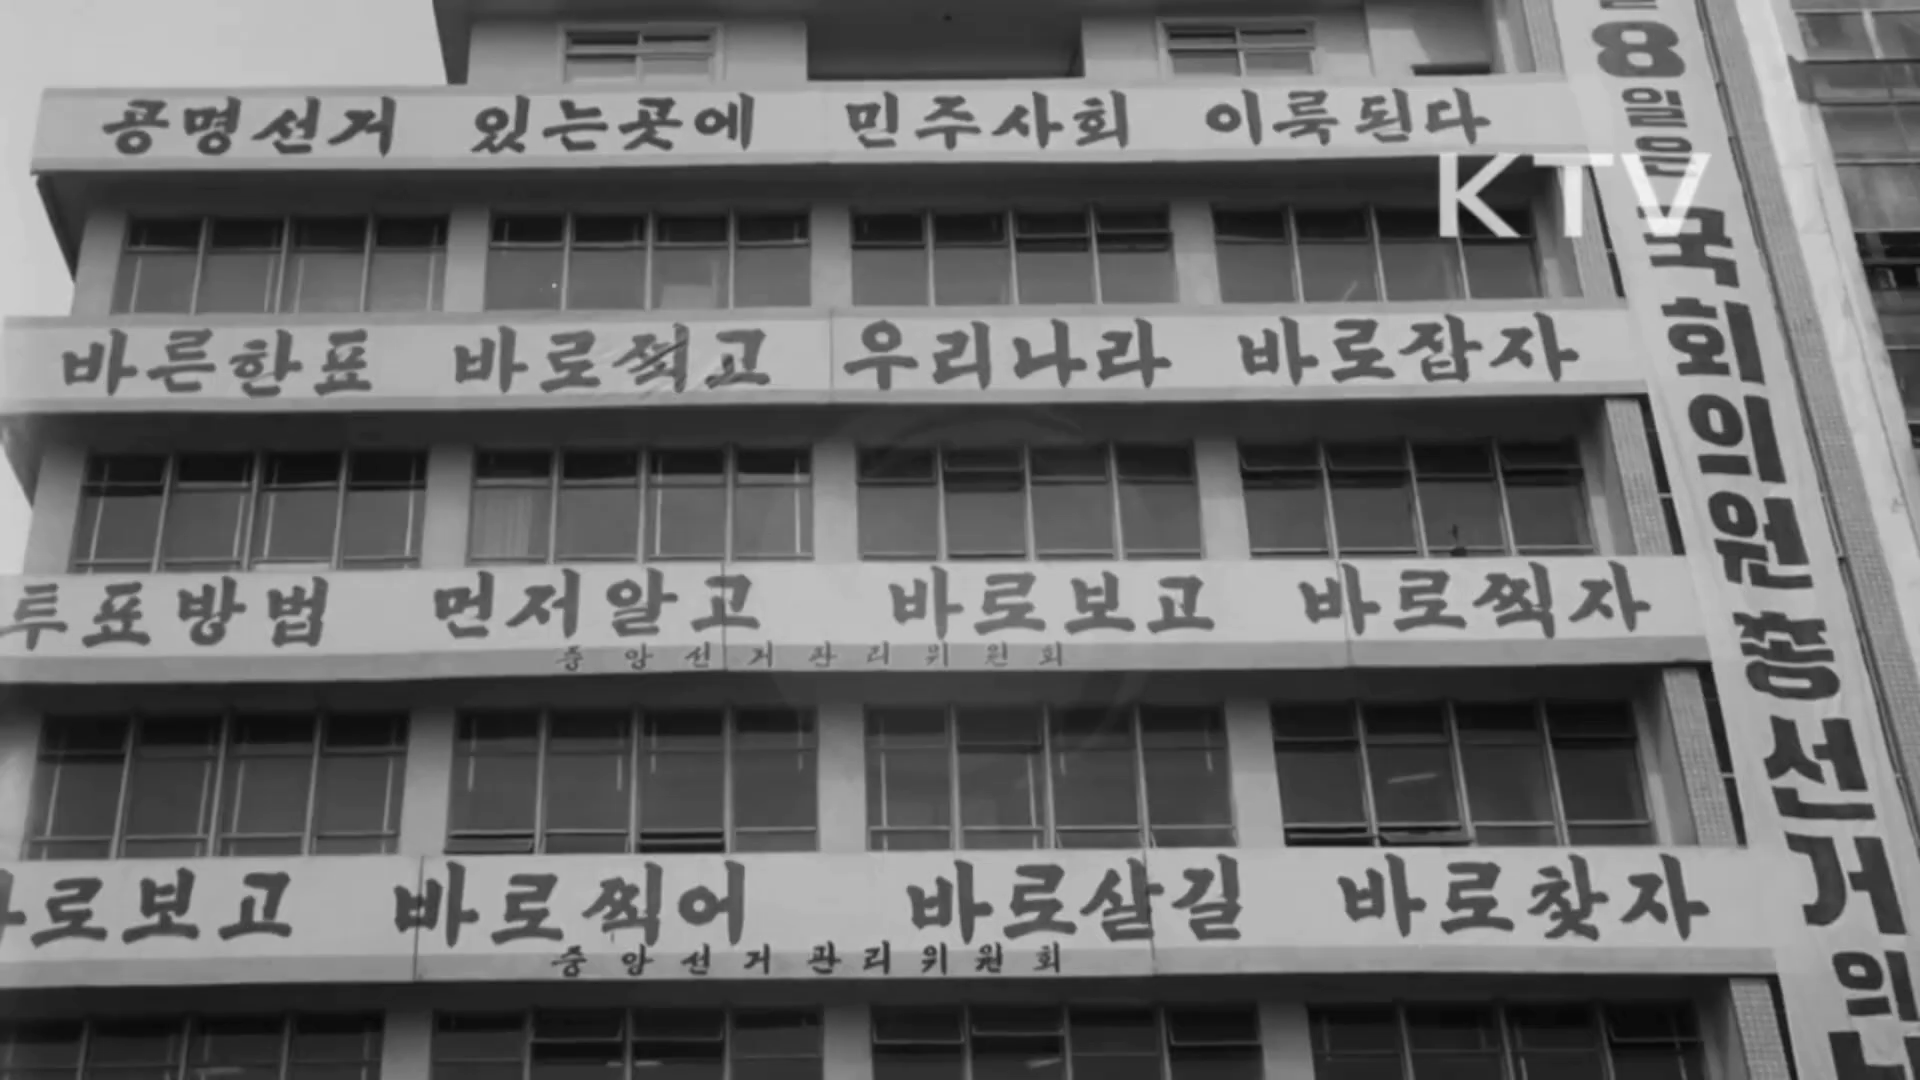 공명선거 있는곳에 민주사회 이룩된다
바른한표 바로찍고 우리나라 바로잡자
투표방법 먼저알고 바로보고 바로찍자
중앙선거관리위원회
바로보고 바로찍어 바로살길 바로찾자
중앙선거관리위원회
8일은 국회의원 총선거의
KTV